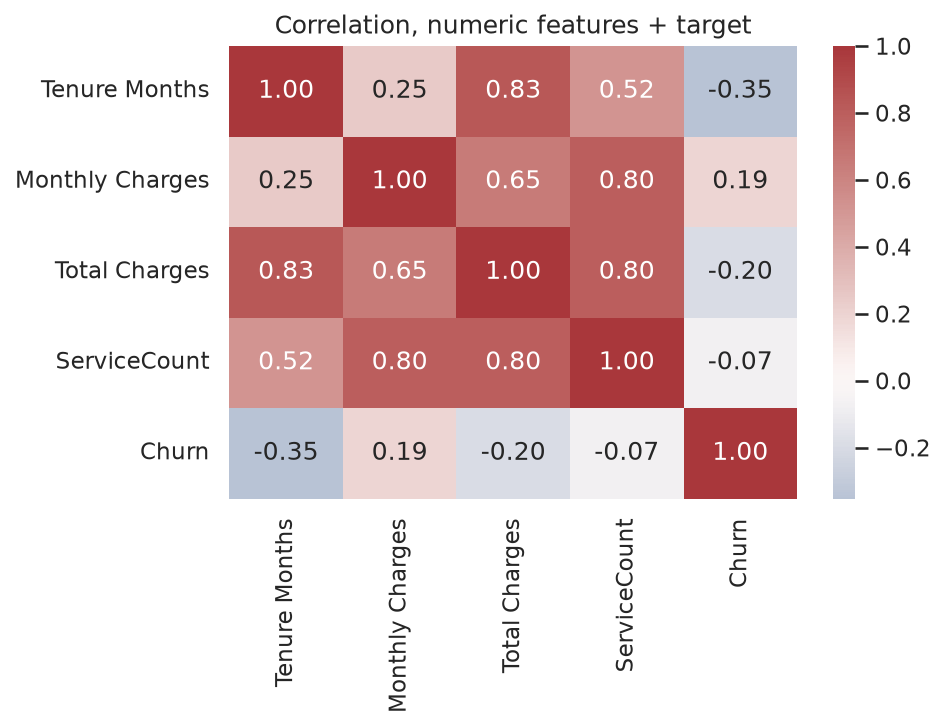 Correlation, numeric features + target
Tenure Months 1.00 0.25 0.83 0.52 -0.35
Monthly Charges 0.25 1.00 0.65 0.80 0.19
Total Charges 0.83 0.65 1.00 0.80 -0.20
ServiceCount 0.52 0.80 0.80 1.00 -0.07
Churn -0.35 0.19 -0.20 -0.07 1.00
Tenure Months
Monthly Charges
Total Charges
ServiceCount
Churn
1.0
0.8
0.6
0.4
0.2
0.0
−0.2